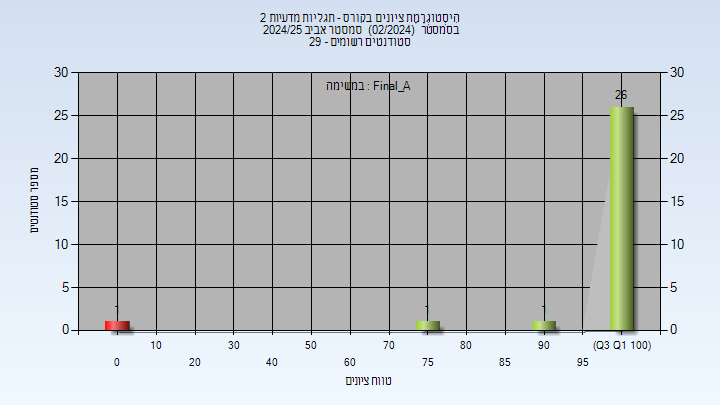 היסטוגרמת ציונים בקורס - תגליות מדעיות 2
בסמסטר (02/2024) סמסטר אביב 2024/25
סטודנטים רשומים - 29
במשימה : Final_A
30 30
25 25
20 20
15 15
10 10
5 5
0 0
26
1 1 1
מספר סטודנטים
10 30 50 70 80 90 (Q3 Q1 100)
0 20 40 60 75 85 95
טווח ציונים